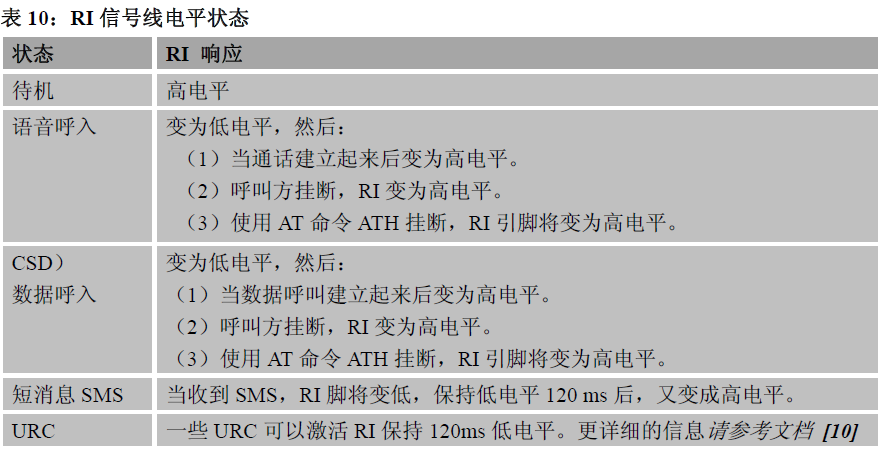 表 10：RI 信号线电平状态
状态 RI 响应
待机 高电平
语音呼入 变为低电平，然后：
（1）当通话建立起来后变为高电平。
（2）呼叫方挂断，RI 变为高电平。
（3）使用 AT 命令 ATH 挂断，RI 引脚将变为高电平。
CSD） 变为低电平，然后：
数据呼入 （1）当数据呼叫建立起来后变为高电平。
（2）呼叫方挂断，RI 变为高电平。
（3）使用 AT 命令 ATH 挂断，RI 引脚将变为高电平。
短消息 SMS 当收到 SMS，RI 脚将变低，保持低电平 120 ms 后，又变成高电平。
URC 一些 URC 可以激活 RI 保持 120ms 低电平。更详细的信息请参考文档 [10]